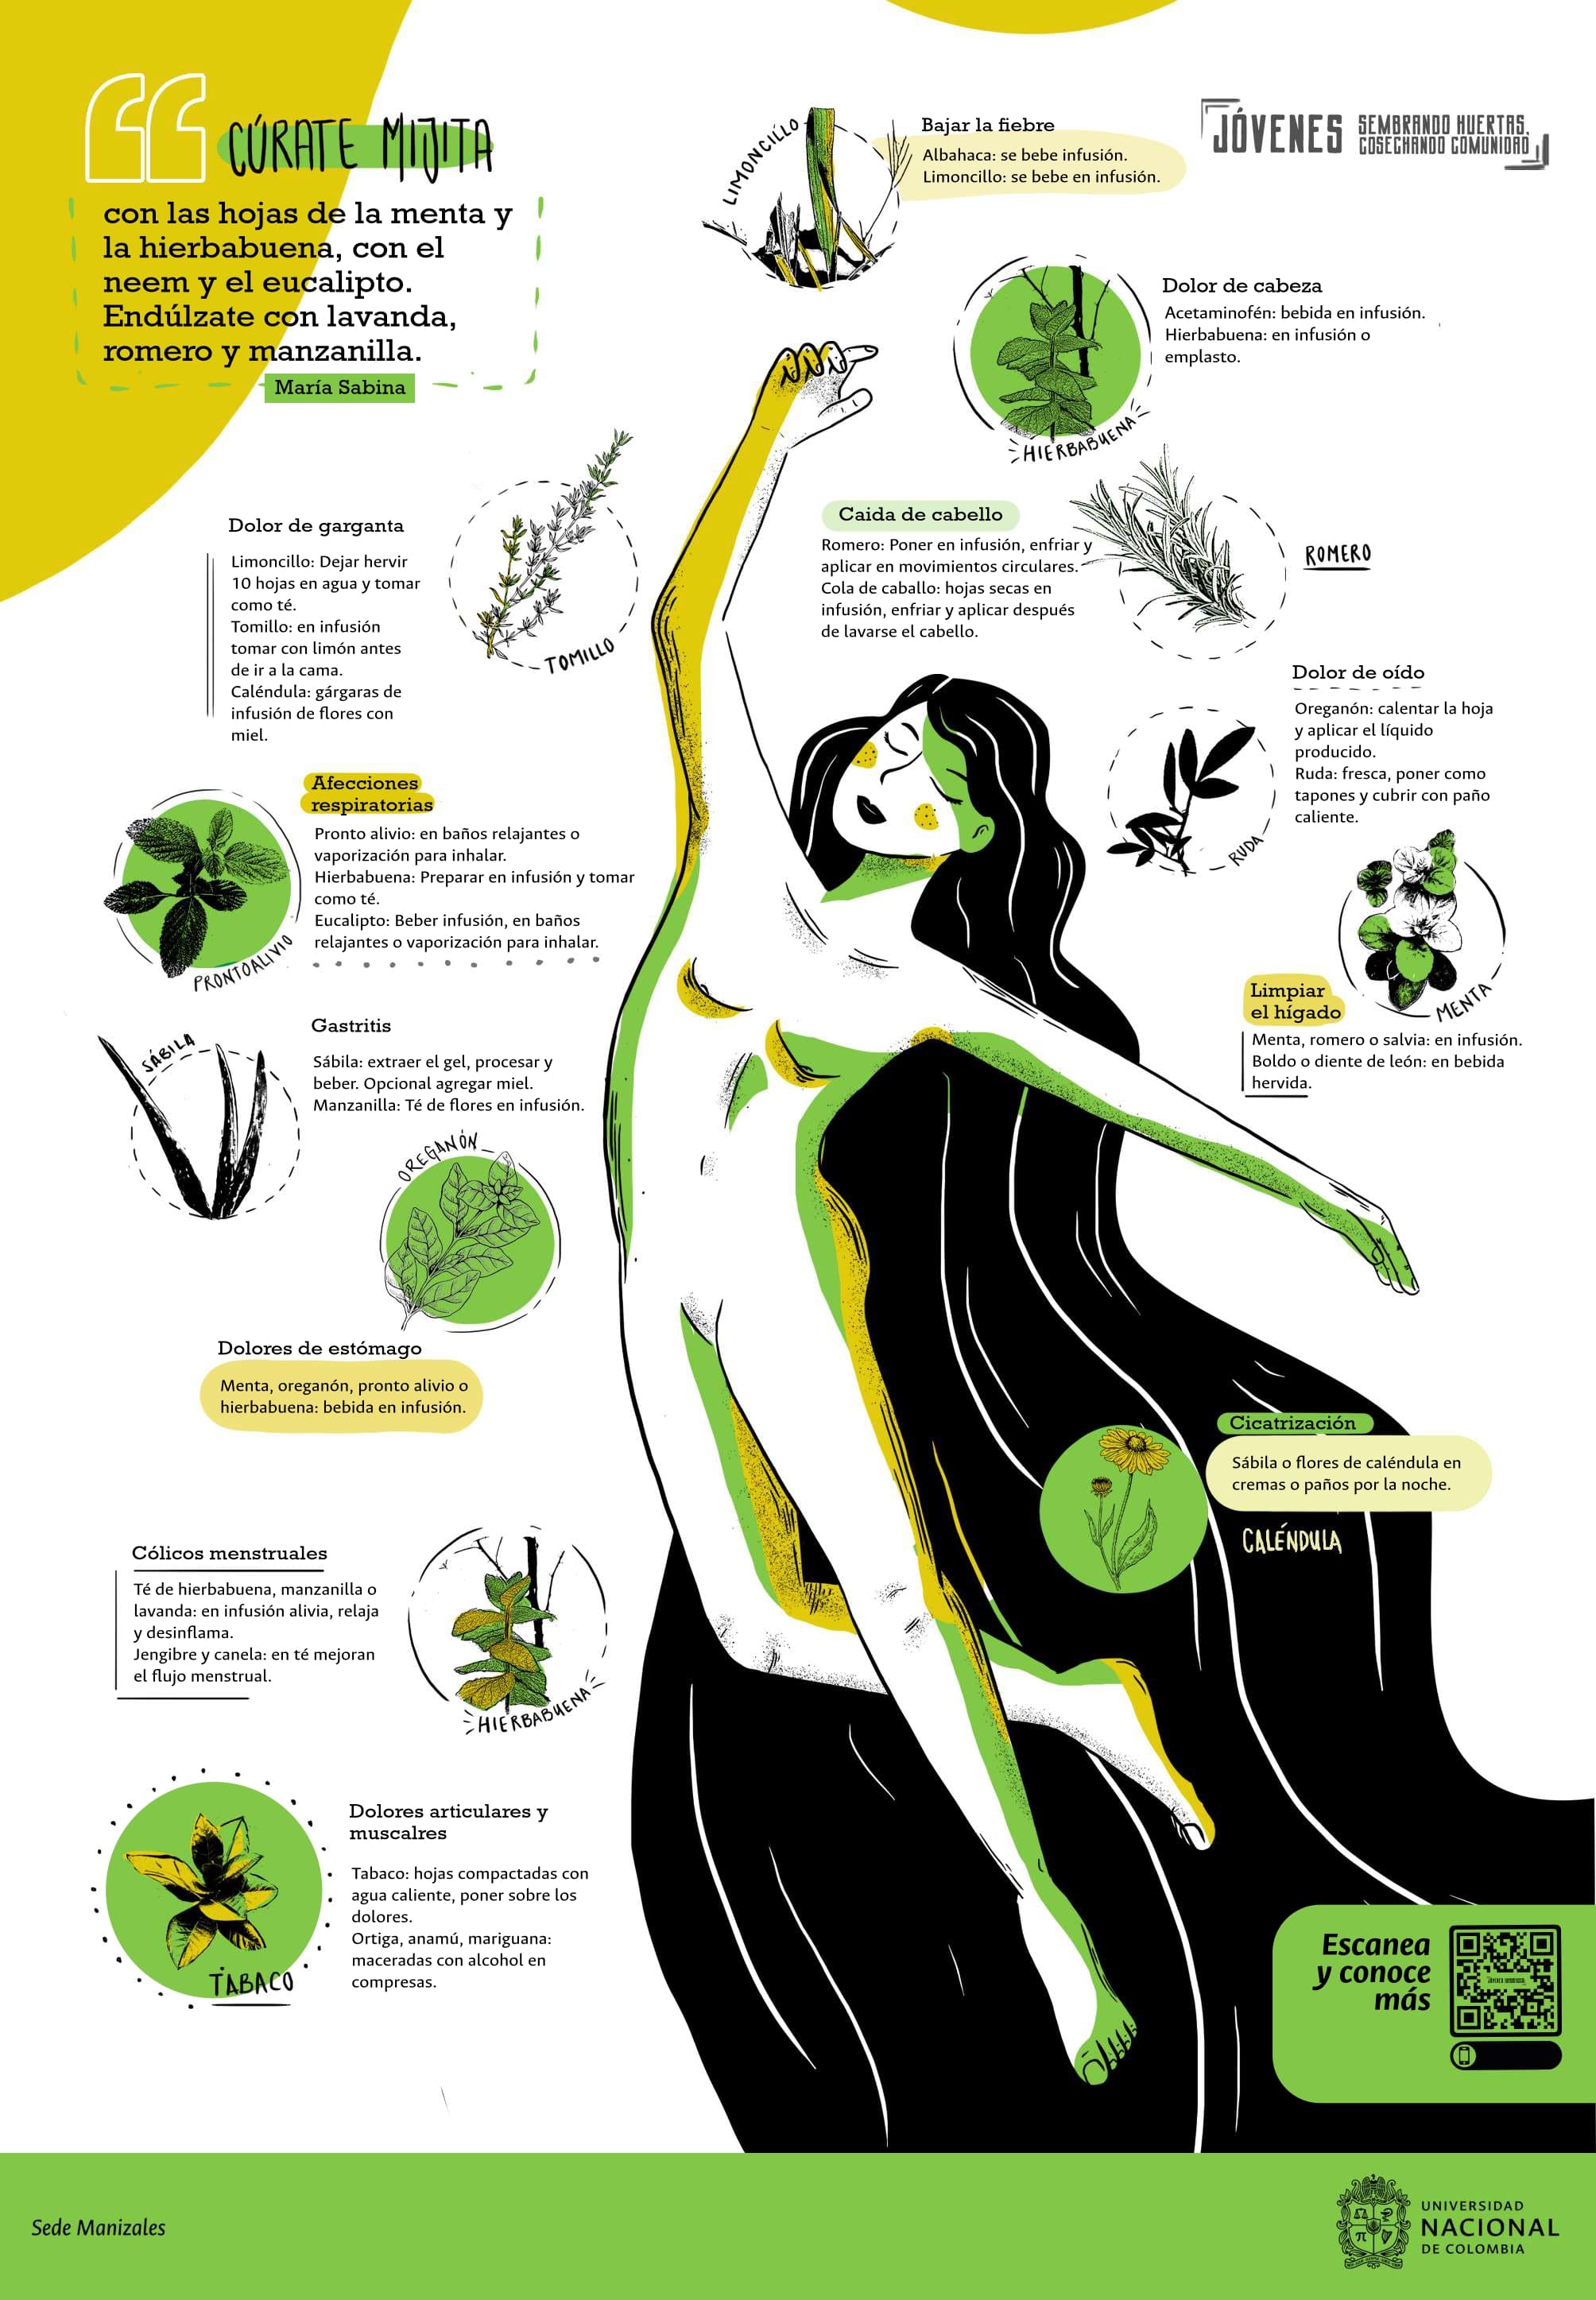 CÚRATE MIJITA
con las hojas de la menta y
la hierbabuena, con el
neem y el eucalipto.
Endúlzate con lavanda,
romero y manzanilla.
María Sabina
LIMONCILLO
Bajar la fiebre
Albahaca: se bebe infusión.
Limoncillo: se bebe en infusión.
JÓVENES SEMBRANDO HUERTAS,
COSECHANDO COMUNIDAD
Dolor de cabeza
Acetaminofén: bebida en infusión.
Hierbabuena: en infusión o
emplasto.
HIERBABUENA
Dolor de garganta
Limoncillo: Dejar hervir
10 hojas en agua y tomar
como té.
Tomillo: en infusión
tomar con limón antes
de ir a la cama.
Caléndula: gárgaras de
infusión de flores con
miel.
TOMILLO
Caida de cabello
Romero: Poner en infusión, enfriar y
aplicar en movimientos circulares.
Cola de caballo: hojas secas en
infusión, enfriar y aplicar después
de lavarse el cabello.
ROMERO
Dolor de oído
Oreganón: calentar la hoja
y aplicar el líquido
producido.
Ruda: fresca, poner como
tapones y cubrir con paño
caliente.
RUDA
Afecciones
respiratorias
Pronto alivio: en baños relajantes o
vaporización para inhalar.
Hierbabuena: Preparar en infusión y tomar
como té.
Eucalipto: Beber infusión, en baños
relajantes o vaporización para inhalar.
PRONTOALIVIO
MENTA
Limpiar
el hígado
Menta, romero o salvia: en infusión.
Boldo o diente de león: en bebida
hervida.
SÁBILA
Gastritis
Sábila: extraer el gel, procesar y
beber. Opcional agregar miel.
Manzanilla: Té de flores en infusión.
OREGANÓN
Dolores de estómago
Menta, oreganón, pronto alivio o
hierbabuena: bebida en infusión.
Cicatrización
Sábila o flores de caléndula en
cremas o paños por la noche.
CALÉNDULA
Cólicos menstruales
Té de hierbabuena, manzanilla o
lavanda: en infusión alivia, relaja
y desinflama.
Jengibre y canela: en té mejoran
el flujo menstrual.
HIERBABUENA
Dolores articulares y
muscalres
Tabaco: hojas compactadas con
agua caliente, poner sobre los
dolores.
Ortiga, anamú, mariguana:
maceradas con alcohol en
compresas.
TABACO
Escanea
y conoce
más
Sede Manizales
UNIVERSIDAD
NACIONAL
DE COLOMBIA